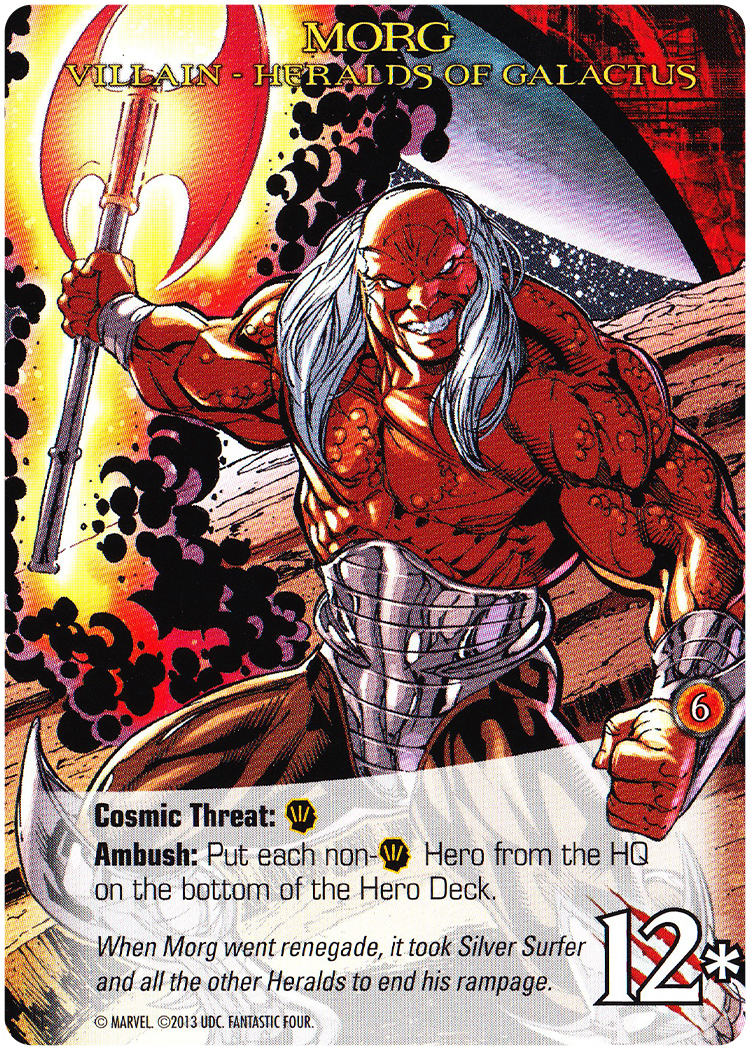 MORG
VILLAIN - HERALDS OF GALACTUS
6
Cosmic Threat:
Ambush: Put each non- Hero from the HQ
on the bottom of the Hero Deck.
When Morg went renegade, it took Silver Surfer
and all the other Heralds to end his rampage.
12*
© MARVEL. ©2013 UDC. FANTASTIC FOUR.